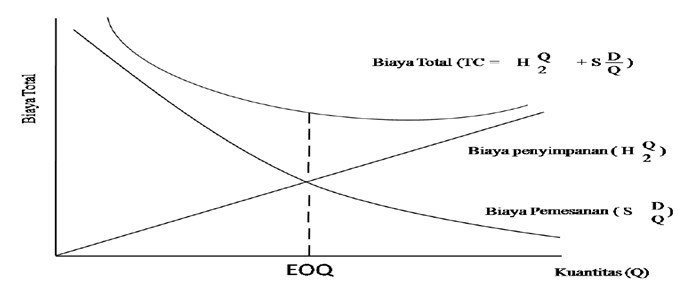 Biaya Total
Biaya Total (TC = H Q/2 + S D/Q)
Biaya penyimpanan ( H Q/2 )
Biaya Pemesanan ( S D/Q )
EOQ
Kuantitas (Q)